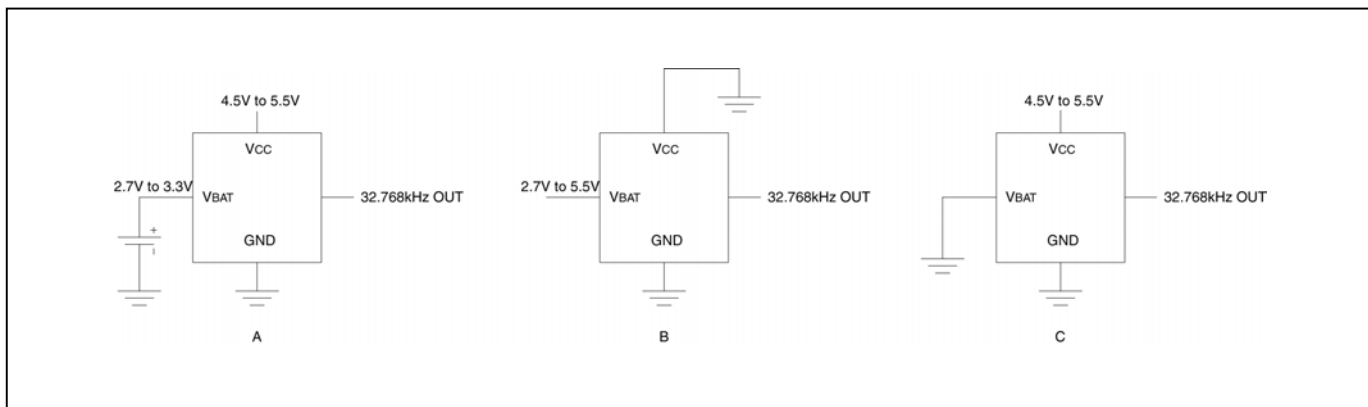 4.5V to 5.5V
VCC
2.7V to 3.3V
VBAT
32.768kHz OUT
+
–
GND
A
VCC
2.7V to 5.5V
VBAT
32.768kHz OUT
GND
B
4.5V to 5.5V
VCC
VBAT
32.768kHz OUT
GND
C